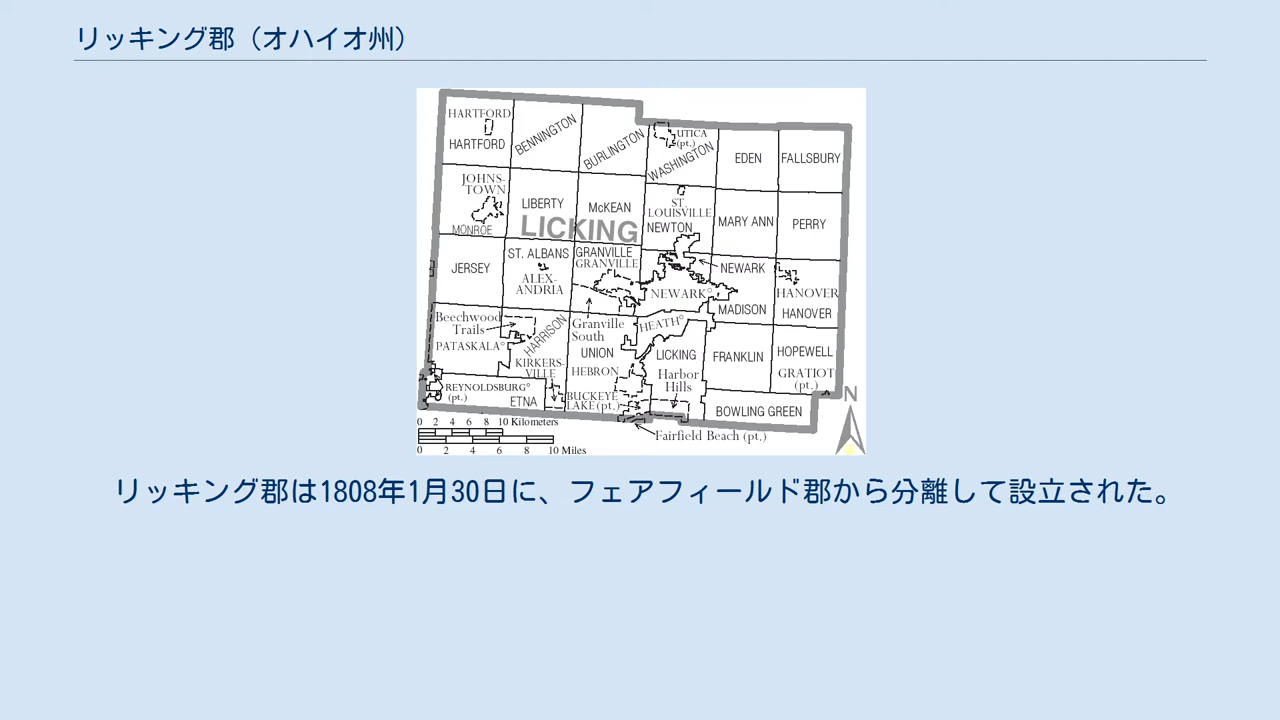 リッキング郡（オハイオ州）
HARTFORD
HARTFORD
BENNINGTON
BURLINGTON
UTICA
(pt.)
WASHINGTON
EDEN
FALLSBURY
JOHNS-
TOWN
MONROE
LIBERTY
McKEAN
LICKING
ST.
LOUISVILLE
NEWTON
MARY ANN
PERRY
JERSEY
ST. ALBANS
ALEX-
ANDRIA
GRANVILLE
GRANVILLE
NEWARK
NEWARK°
MADISON
HANOVER
HANOVER
Beechwood
Trails
PATASKALA°
HARRISON
KIRKERS-
VILLE
Granville
South
UNION
HEBRON
HEATH°
LICKING
Harbor
Hills
FRANKLIN
HOPEWELL
GRATIOT
(pt.)
REYNOLDSBURG°
(pt.)
ETNA
BUCKEYE
LAKE(pt.)
BOWLING GREEN
Fairfield Beach (pt.)
N
0 2 4 6 8 10 Kilometers
0 2 4 6 8 10 Miles
リッキング郡は1808年1月30日に、フェアフィールド郡から分離して設立された。